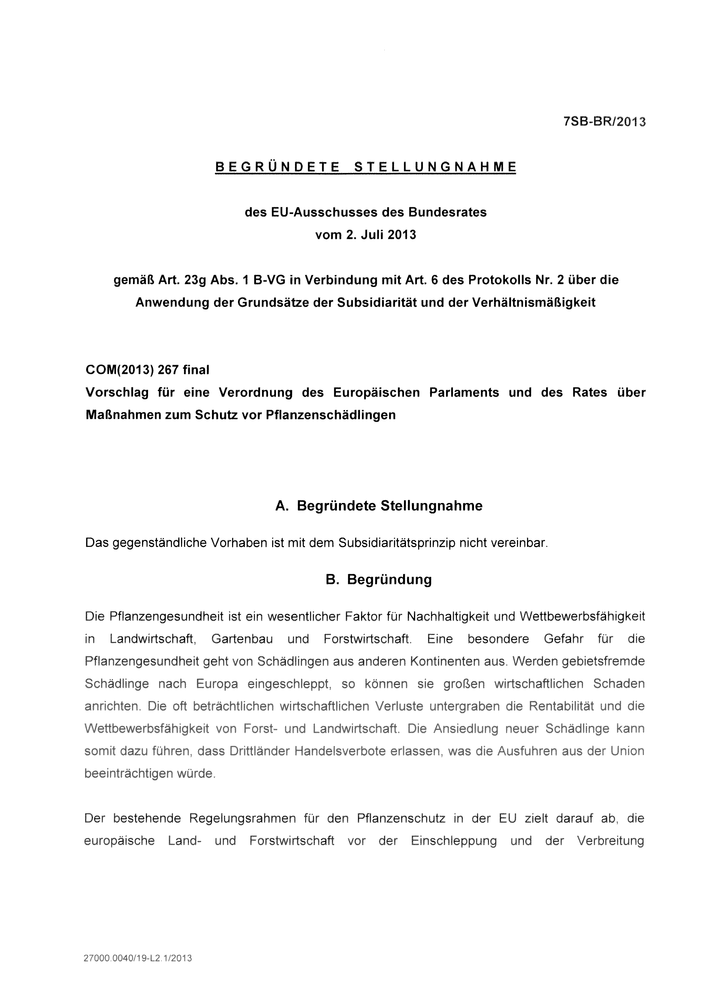 7SB-BR/2013
BEGRÜNDETE STELLUNGNAHME
des EU-Ausschusses des Bundesrates
vom 2. Juli 2013
gemäß Art. 23g Abs. 1 B-VG in Verbindung mit Art. 6 des Protokolls Nr. 2 über die
Anwendung der Grundsätze der Subsidiarität und der Verhältnismäßigkeit
COM(2013) 267 final
Vorschlag für eine Verordnung des Europäischen Parlaments und des Rates über
Maßnahmen zum Schutz vor Pflanzenschädlingen
A. Begründete Stellungnahme
Das gegenständliche Vorhaben ist mit dem Subsidiaritätsprinzip nicht vereinbar.
B. Begründung
Die Pflanzengesundheit ist ein wesentlicher Faktor für Nachhaltigkeit und Wettbewerbsfähigkeit
in Landwirtschaft, Gartenbau und Forstwirtschaft. Eine besondere Gefahr für die
Pflanzengesundheit geht von Schädlingen aus anderen Kontinenten aus. Werden gebietsfremde
Schädlinge nach Europa eingeschleppt, so können sie großen wirtschaftlichen Schaden
anrichten. Die oft beträchtlichen wirtschaftlichen Verluste untergraben die Rentabilität und die
Wettbewerbsfähigkeit von Forst- und Landwirtschaft. Die Ansiedlung neuer Schädlinge kann
somit dazu führen, dass Drittländer Handelsverbote erlassen, was die Ausfuhren aus der Union
beeinträchtigen würde.
Der bestehende Regelungsrahmen für den Pflanzenschutz in der EU zielt darauf ab, die
europäische Land- und Forstwirtschaft vor der Einschleppung und der Verbreitung
27000.0040/19-L2.1/2013